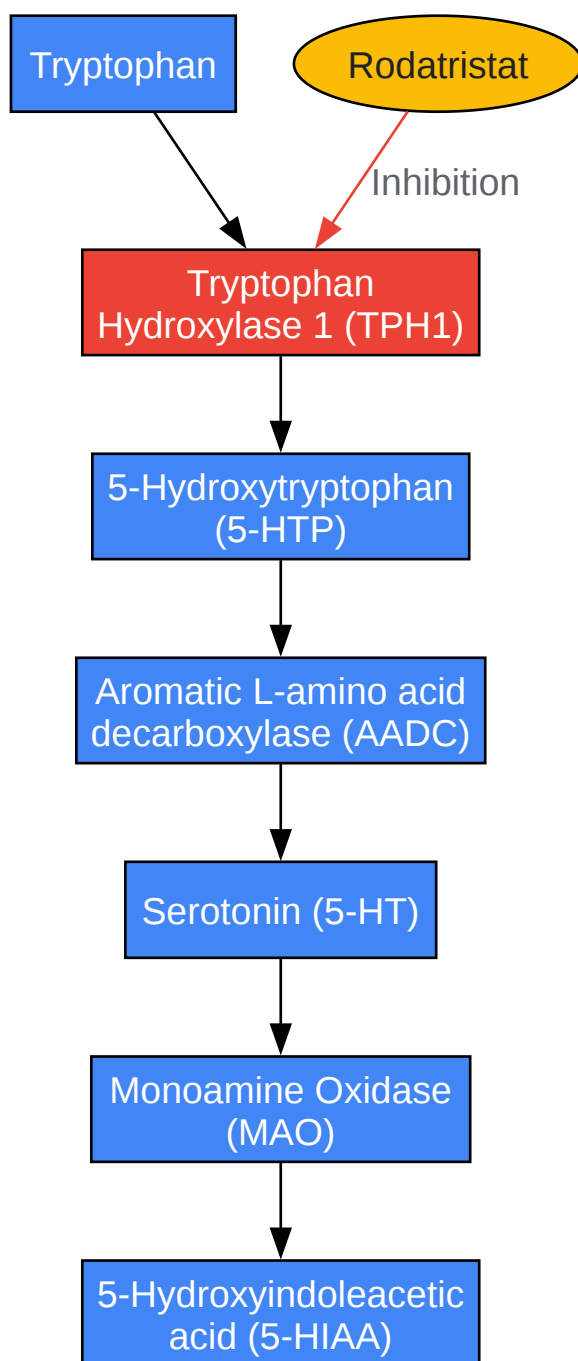 Tryptophan
Rodatristat
Inhibition
Tryptophan
Hydroxylase 1 (TPH1)
5-Hydroxytryptophan
(5-HTP)
Aromatic L-amino acid
decarboxylase (AADC)
Serotonin (5-HT)
Monoamine Oxidase
(MAO)
5-Hydroxyindoleacetic
acid (5-HIAA)